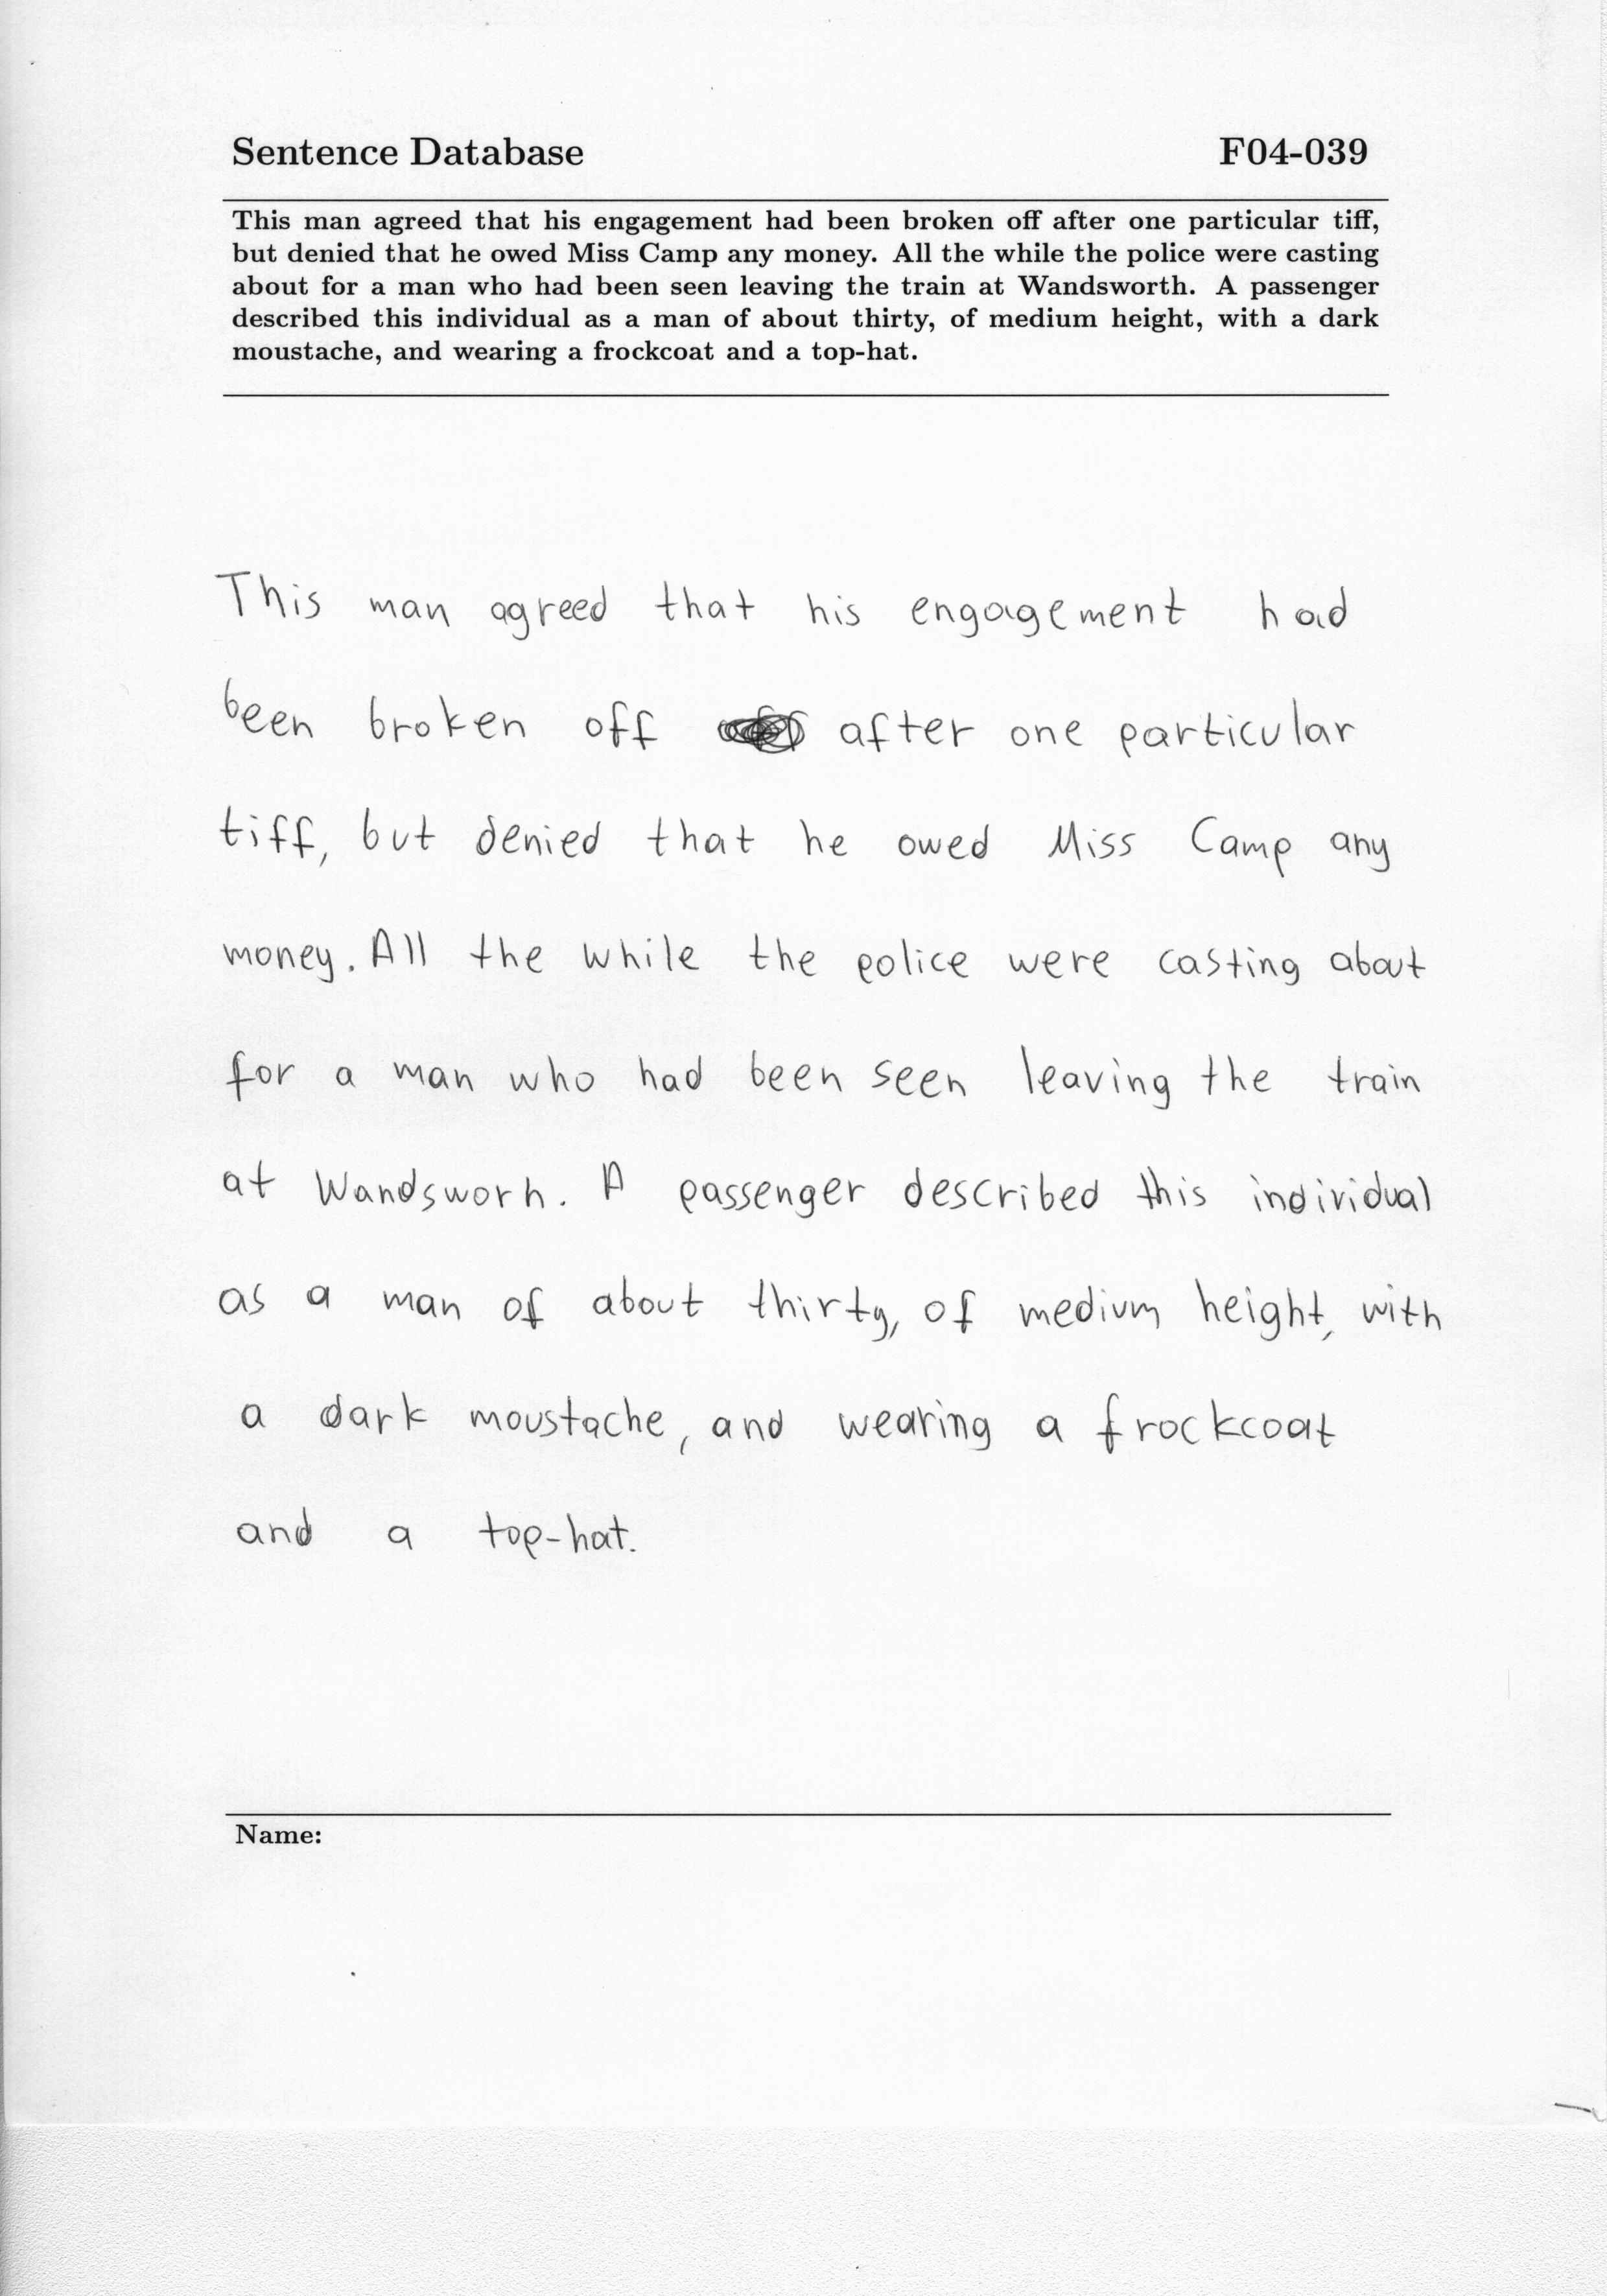 Sentence Database F04-039
This man agreed that his engagement had been broken off after one particular tiff,
but denied that he owed Miss Camp any money. All the while the police were casting
about for a man who had been seen leaving the train at Wandsworth. A passenger
described this individual as a man of about thirty, of medium height, with a dark
moustache, and wearing a frockcoat and a top-hat.
This man agreed that his engagement had
been broken off after one particular
tiff, but denied that he owed Miss Camp any
money. All the while the police were casting about
for a man who had been seen leaving the train
at Wandsworh. A passenger described this individual
as a man of about thirty, of medium height, with
a dark moustache, and wearing a frockcoat
and a top-hat.
Name: